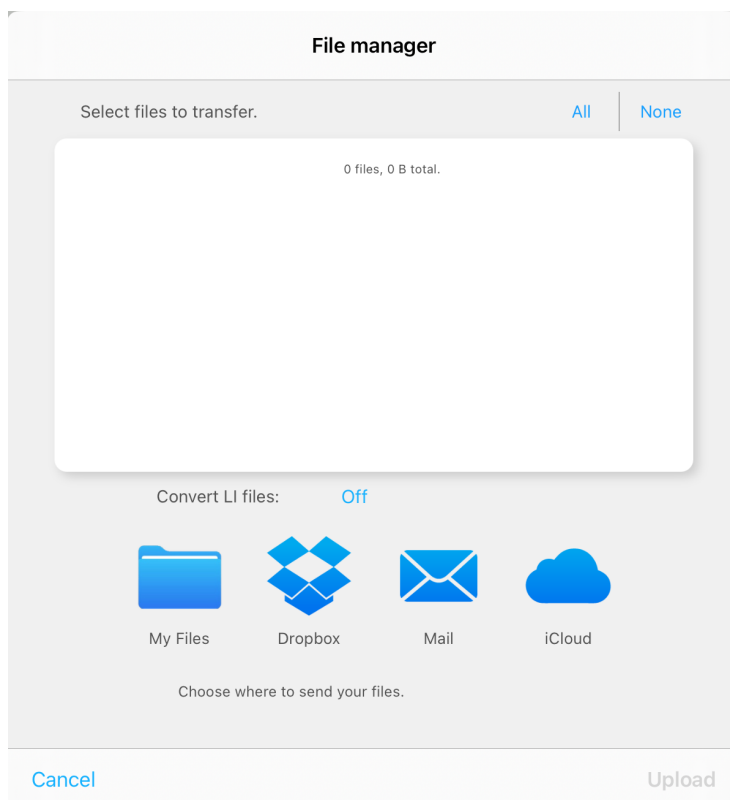 File manager
Select files to transfer. All None
0 files, 0 B total.
Convert LI files: Off
My Files Dropbox Mail iCloud
Choose where to send your files.
Cancel Upload